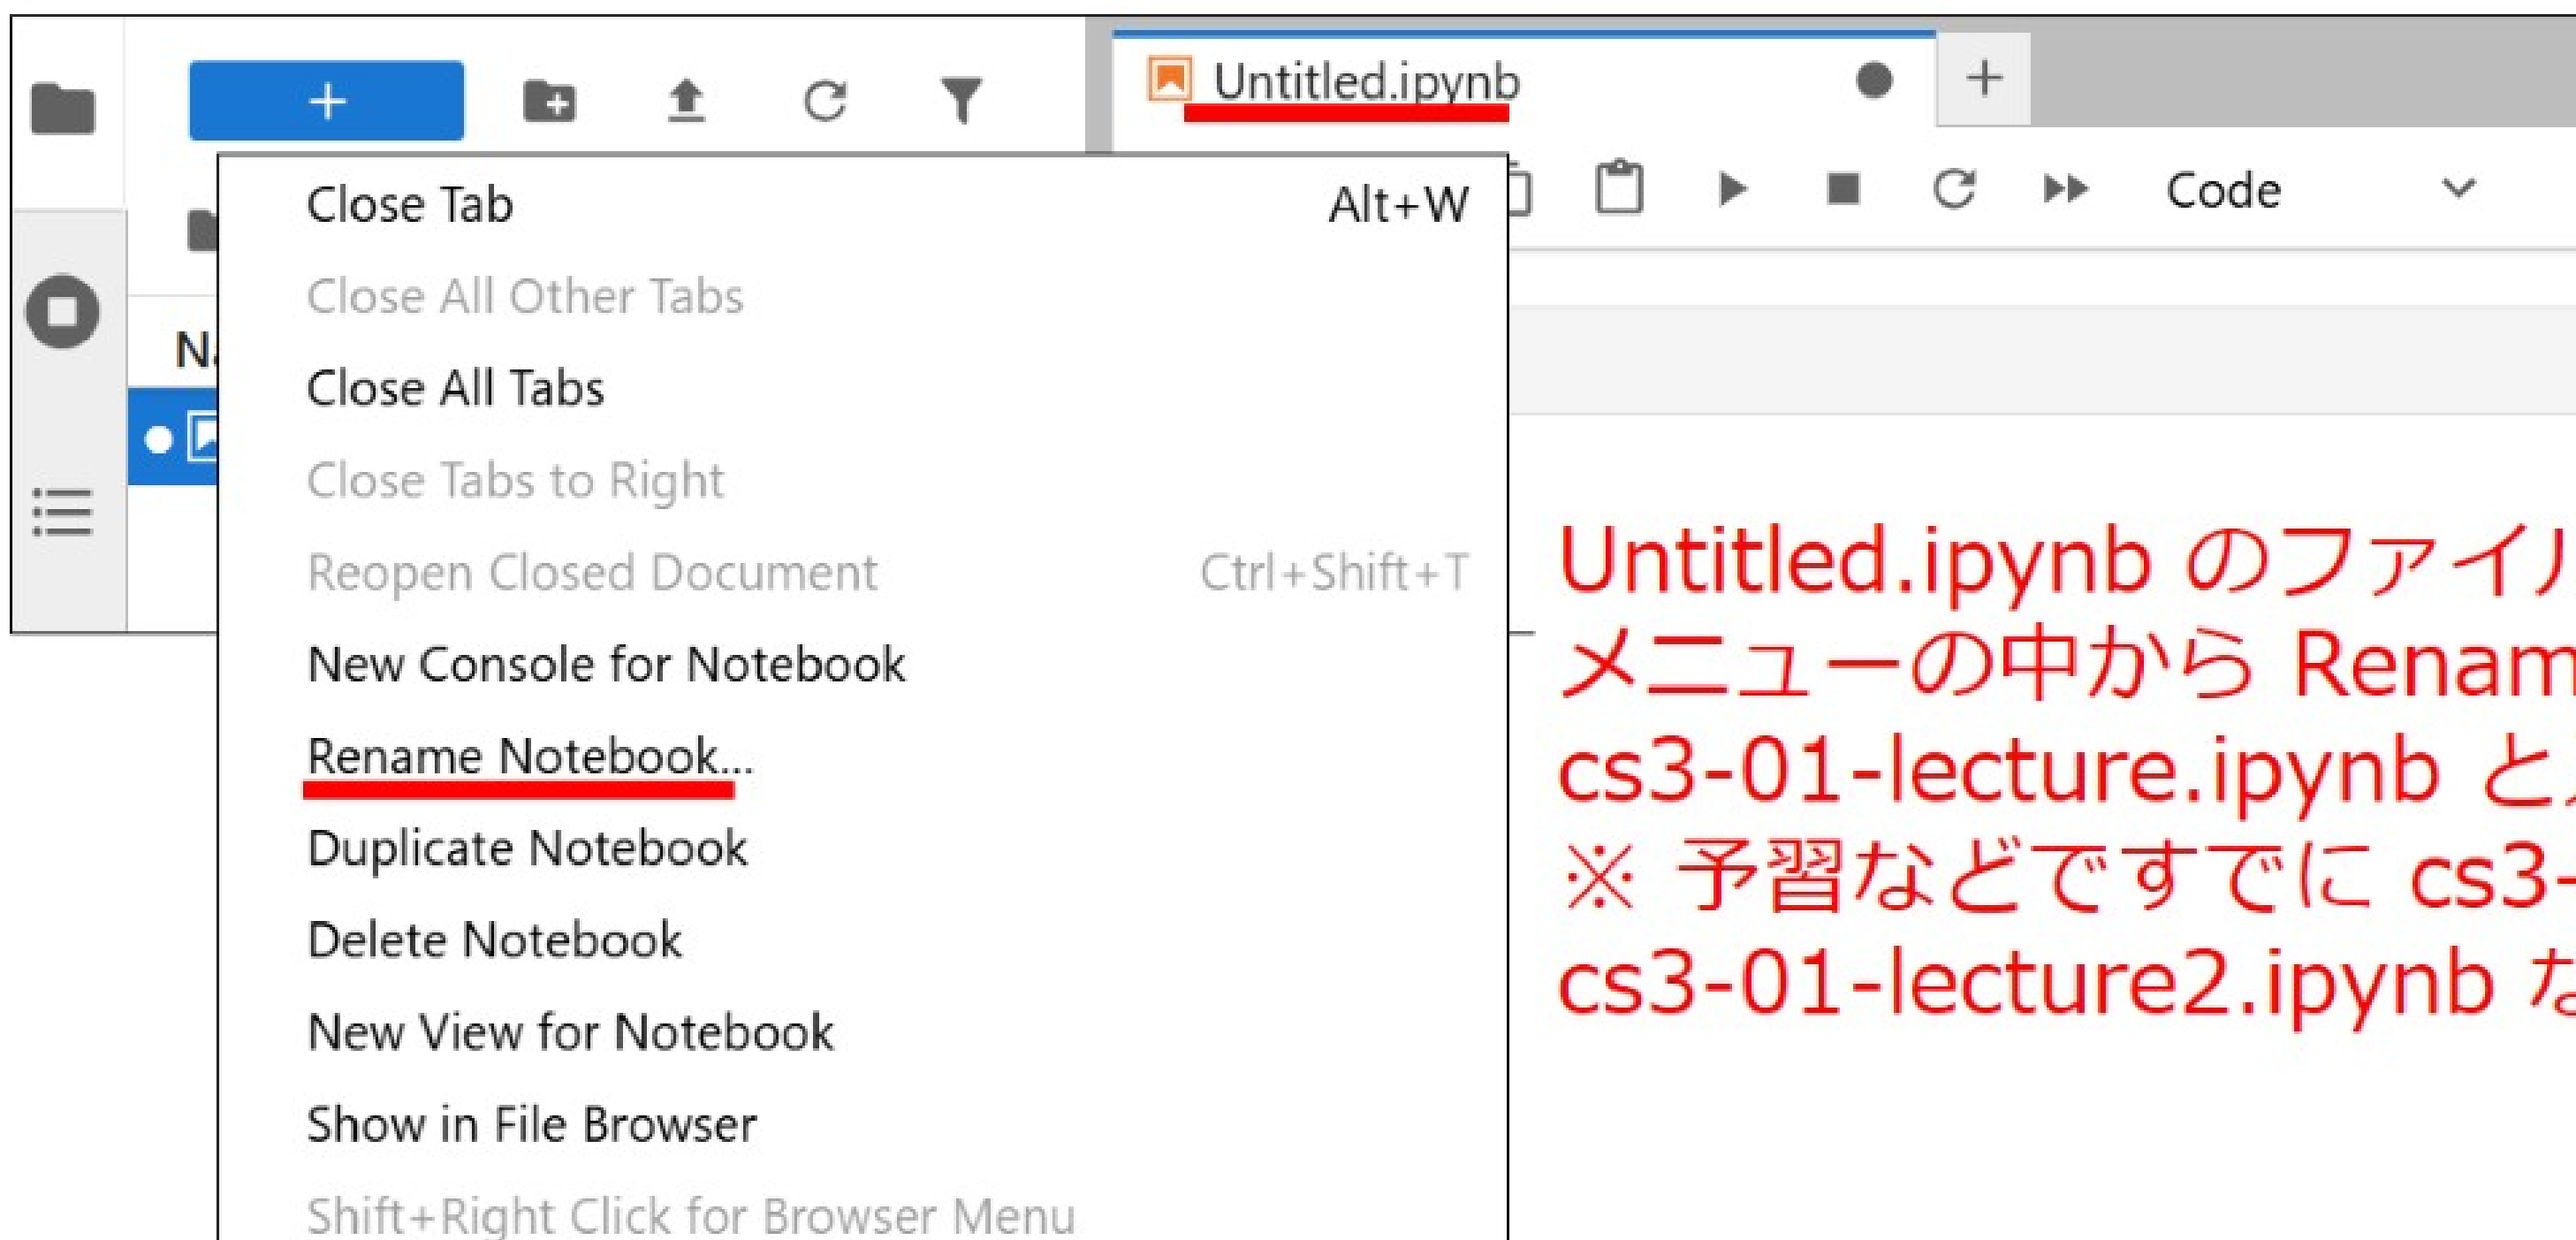 Untitled.ipynb
Code
Close Tab Alt+W
Close All Other Tabs
Close All Tabs
Close Tabs to Right
Reopen Closed Document Ctrl+Shift+T
New Console for Notebook
Rename Notebook...
Duplicate Notebook
Delete Notebook
New View for Notebook
Show in File Browser
Shift+Right Click for Browser Menu
Untitled.ipynb のファイル
メニューの中から Renam
cs3-01-lecture.ipynb と
※ 予習などですでに cs3-
cs3-01-lecture2.ipynb な